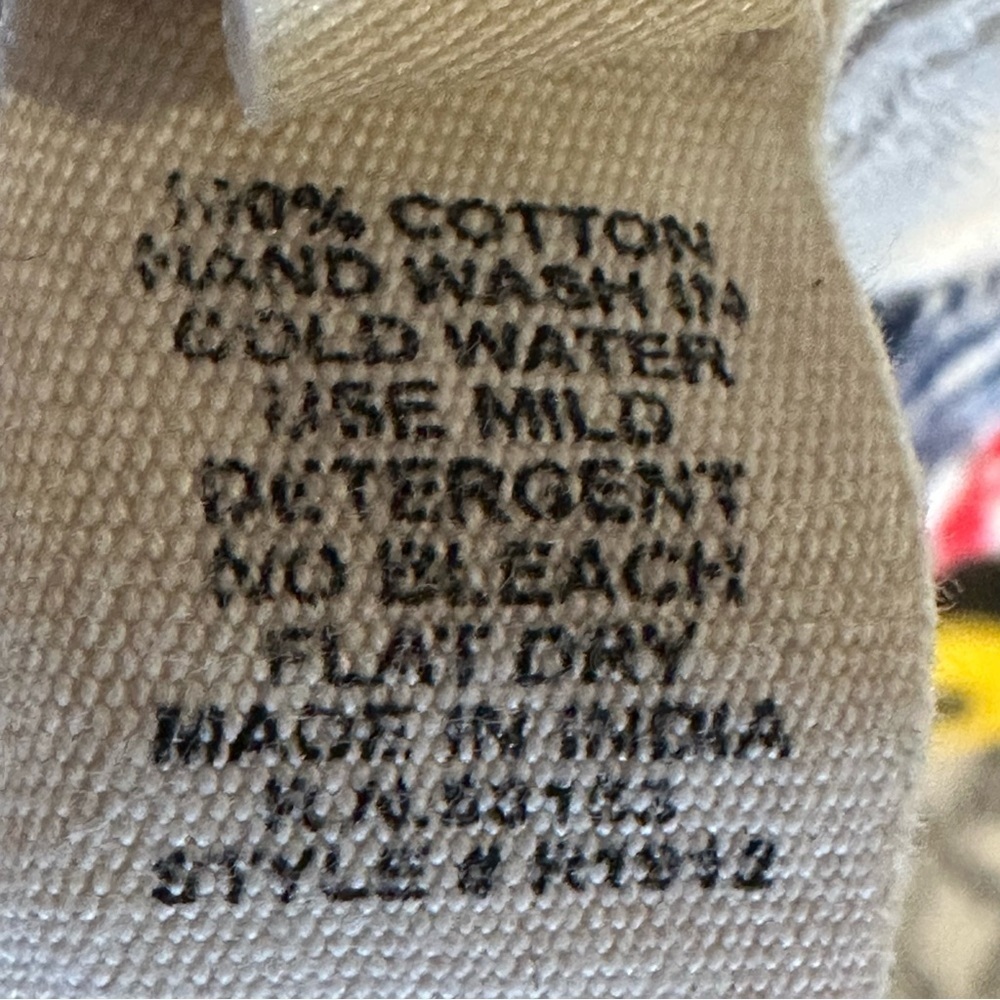 100% COTTON
HAND WASH IN
COLD WATER
USE MILD
DETERGENT
NO BLEACH
FLAT DRY
MADE IN INDIA
STYLE #